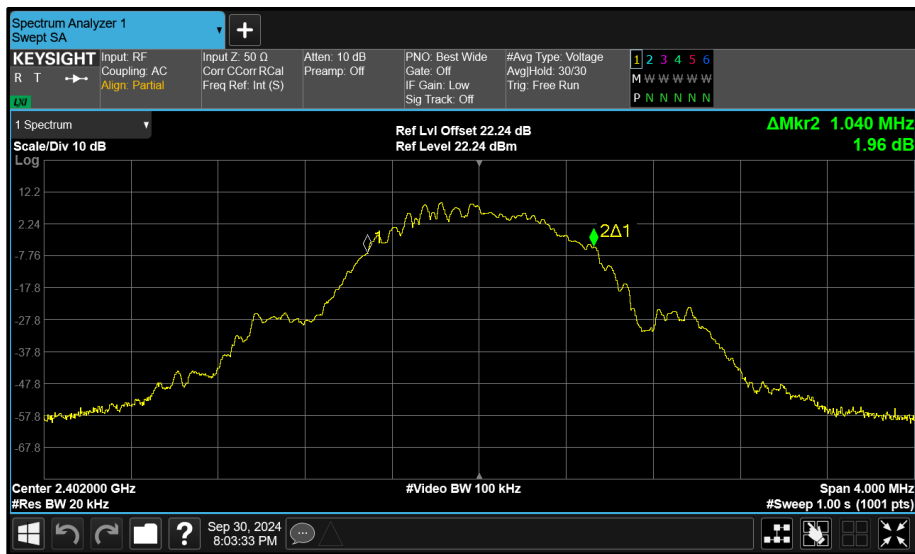 Spectrum Analyzer 1
Swept SA
KEYSIGHT
R T
LXI
Input: RF
Coupling: AC
Align: Partial
Input Z: 50 Ω
Corr CCorr RCal
Freq Ref: Int (S)
Atten: 10 dB
Preamp: Off
PNO: Best Wide
Gate: Off
IF Gain: Low
Sig Track: Off
#Avg Type: Voltage
Avg|Hold: 30/30
Trig: Free Run
1 2 3 4 5 6
M W W W W W
P N N N N N
1 Spectrum
Scale/Div 10 dB
Ref Lvl Offset 22.24 dB
Ref Level 22.24 dBm
ΔMkr2 1.040 MHz
1.96 dB
Log
12.2
2.24
-7.76
-17.8
-27.8
-37.8
-47.8
-57.8
-67.8
1
2Δ1
Center 2.402000 GHz
#Res BW 20 kHz
#Video BW 100 kHz
Span 4.000 MHz
#Sweep 1.00 s (1001 pts)
?
Sep 30, 2024
8:03:33 PM